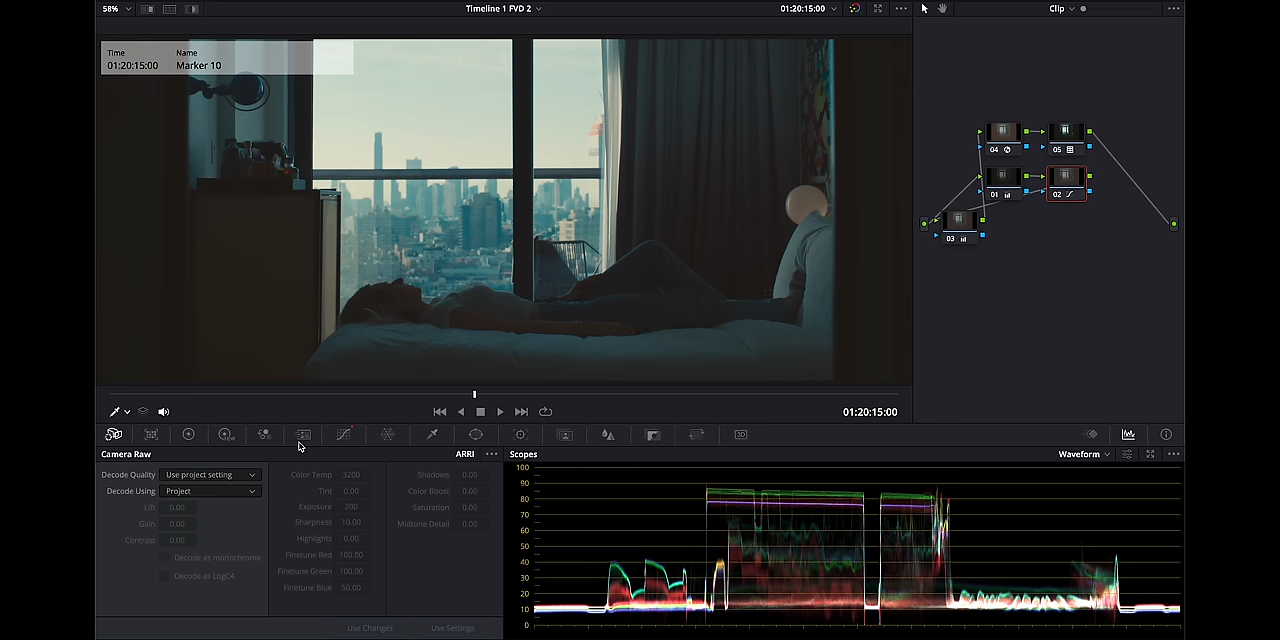 58% Timeline 1 FVD 2 01:20:15:00 Clip
Time Name
01:20:15:00 Marker 10
04 05
01 02
03
01:20:15:00
HDR 3D
Camera Raw ARRI Scopes Waveform
Decode Quality Use project setting Color Temp 3200 Shadows 0.00
Decode Using Project Tint 0.00 Color Boost 0.00
Lift 0.00 Exposure 200 Saturation 0.00
Gain 0.00 Sharpness 10.00 Midtone Detail 0.00
Contrast 0.00 Highlights 0.00
Decode as monochrome Finetune Red 100.00
Decode as LogC4 Finetune Green 100.00
Finetune Blue 50.00
Use Changes Use Settings
100
90
80
70
60
50
40
30
20
10
0